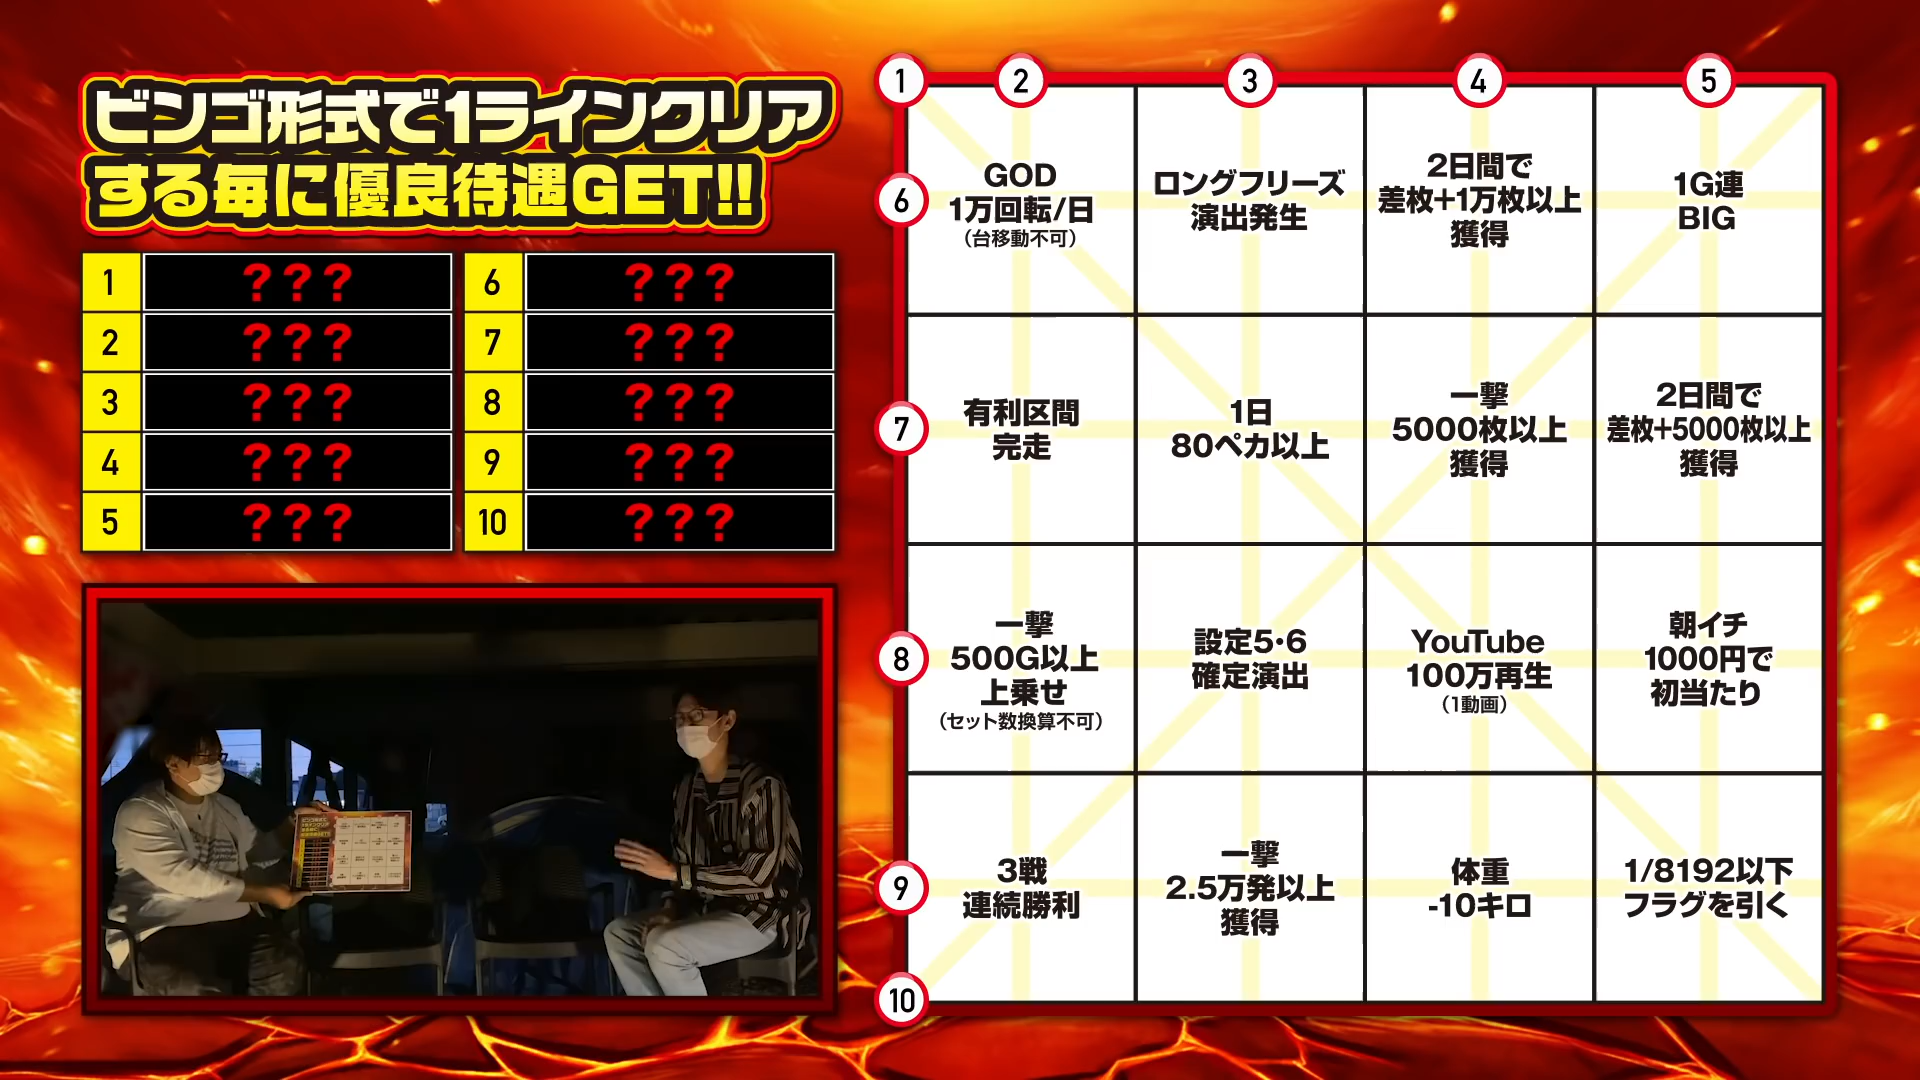 ビンゴ形式で1ラインクリア
する毎に優良待遇GET!!
1 ???
2 ???
3 ???
4 ???
5 ???
6 ???
7 ???
8 ???
9 ???
10 ???
1
2
3
4
5
6
GOD
1万回転/日
(台移動不可)
ロングフリーズ
演出発生
2日間で
差枚+1万枚以上
獲得
1G連
BIG
7
有利区間
完走
1日
80ペカ以上
一撃
5000枚以上
獲得
2日間で
差枚+5000枚以上
獲得
8
一撃
500G以上
上乗せ
(セット数換算不可)
設定5・6
確定演出
YouTube
100万再生
(1動画)
朝イチ
1000円で
初当たり
9
3戦
連続勝利
一撃
2.5万発以上
獲得
体重
-10キロ
1/8192以下
フラグを引く
10